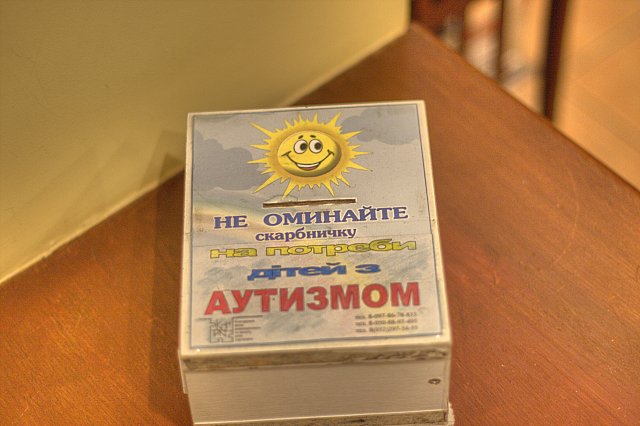 НЕ ОМИНАЙТЕ
скарбничку
на потреби
дітей з
АУТИЗМОМ